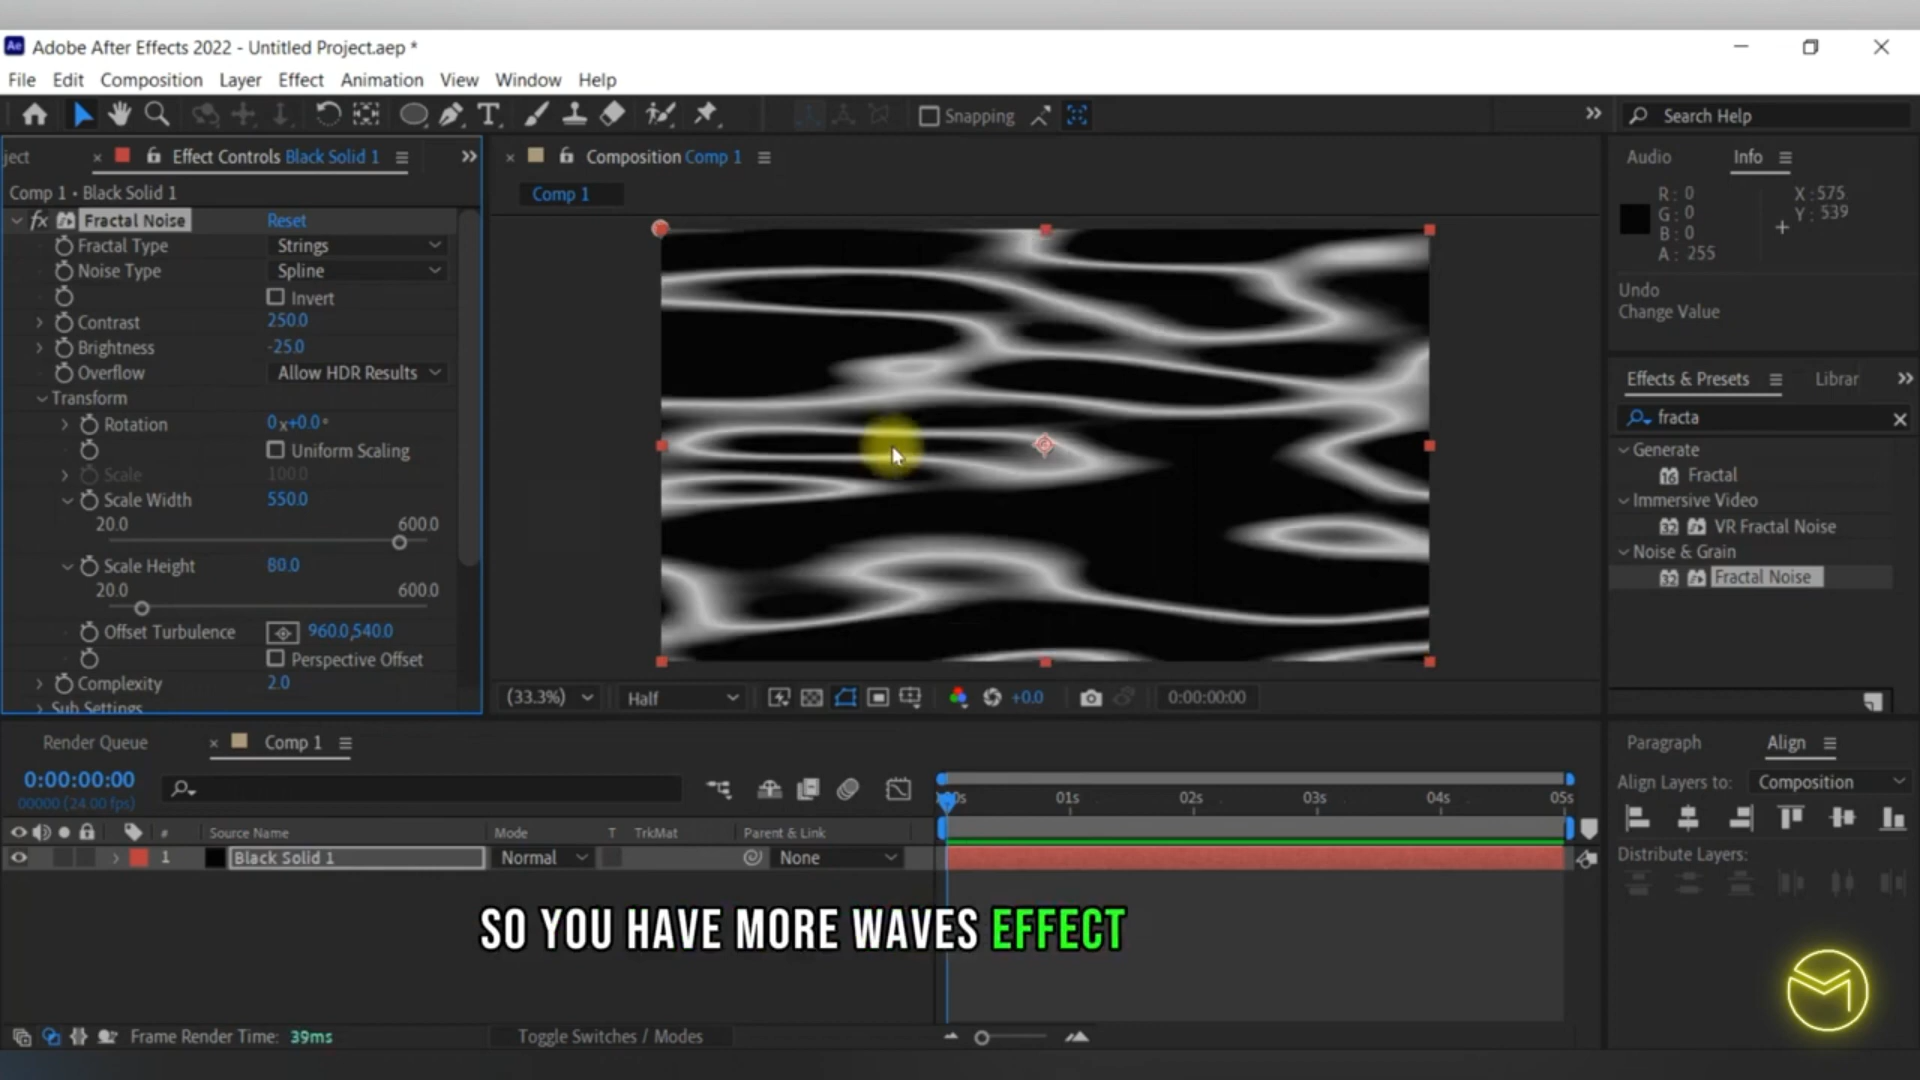 Adobe After Effects 2022 - Untitled Project.aep *
File Edit Composition Layer Effect Animation View Window Help
Snapping
Search Help
ject
Effect Controls Black Solid 1
Comp 1 • Black Solid 1
fx Fractal Noise Reset
Fractal Type Strings
Noise Type Spline
Invert
Contrast 250.0
Brightness -25.0
Overflow Allow HDR Results
Transform
Rotation 0x+0.0°
Uniform Scaling
Scale 100.0
Scale Width 550.0
20.0 600.0
Scale Height 80.0
20.0 600.0
Offset Turbulence 960.0,540.0
Perspective Offset
Complexity 2.0
Sub Settings
Composition Comp 1
Comp 1
(33.3%) Half +0.0 0:00:00:00
Audio Info
R: 0
G: 0
B: 0
A: 255
X: 575
Y: 539
Undo
Change Value
Effects & Presets Librar
fracta
Generate
16 Fractal
Immersive Video
32 VR Fractal Noise
Noise & Grain
32 Fractal Noise
Render Queue Comp 1
0:00:00:00
00000 (24.00 fps)
00s 01s 02s 03s 04s 05s
# Source Name Mode T TrkMat Parent & Link
1 Black Solid 1 Normal None
Paragraph Align
Align Layers to: Composition
Distribute Layers:
SO YOU HAVE MORE WAVES EFFECT
Frame Render Time: 39ms
Toggle Switches / Modes